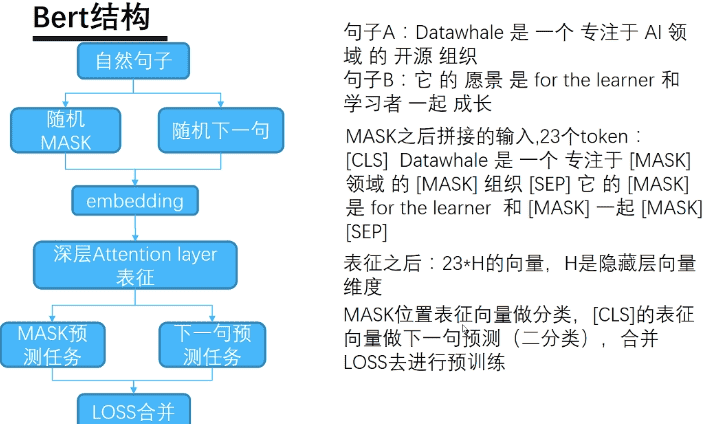 Bert结构
自然句子
随机
MASK
随机下一句
embedding
深层Attention layer
表征
MASK预
测任务
下一句预
测任务
LOSS合并
句子A：Datawhale 是 一个 专注于 AI 领
域 的 开源 组织
句子B：它 的 愿景 是 for the learner 和
学习者 一起 成长
MASK之后拼接的输入,23个token：
[CLS] Datawhale 是 一个 专注于 [MASK]
领域 的 [MASK] 组织 [SEP] 它 的 [MASK]
是 for the learner 和 [MASK] 一起 [MASK]
[SEP]
表征之后：23*H的向量，H是隐藏层向量
维度
MASK位置表征向量做分类，[CLS]的表征
向量做下一句预测（二分类），合并
LOSS去进行预训练